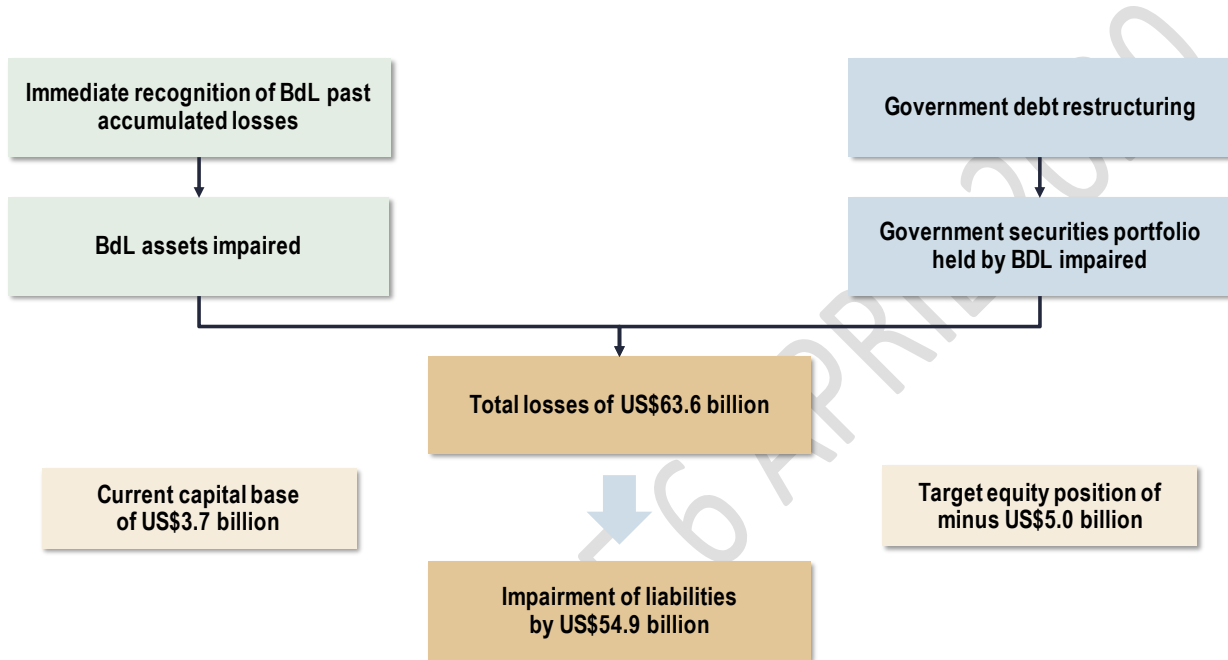 Immediate recognition of BdL past
accumulated losses
Government debt restructuring
BdL assets impaired
Government securities portfolio
held by BDL impaired
Total losses of US$63.6 billion
Current capital base
of US$3.7 billion
Target equity position of
minus US$5.0 billion
Impairment of liabilities
by US$54.9 billion
6 APRIL